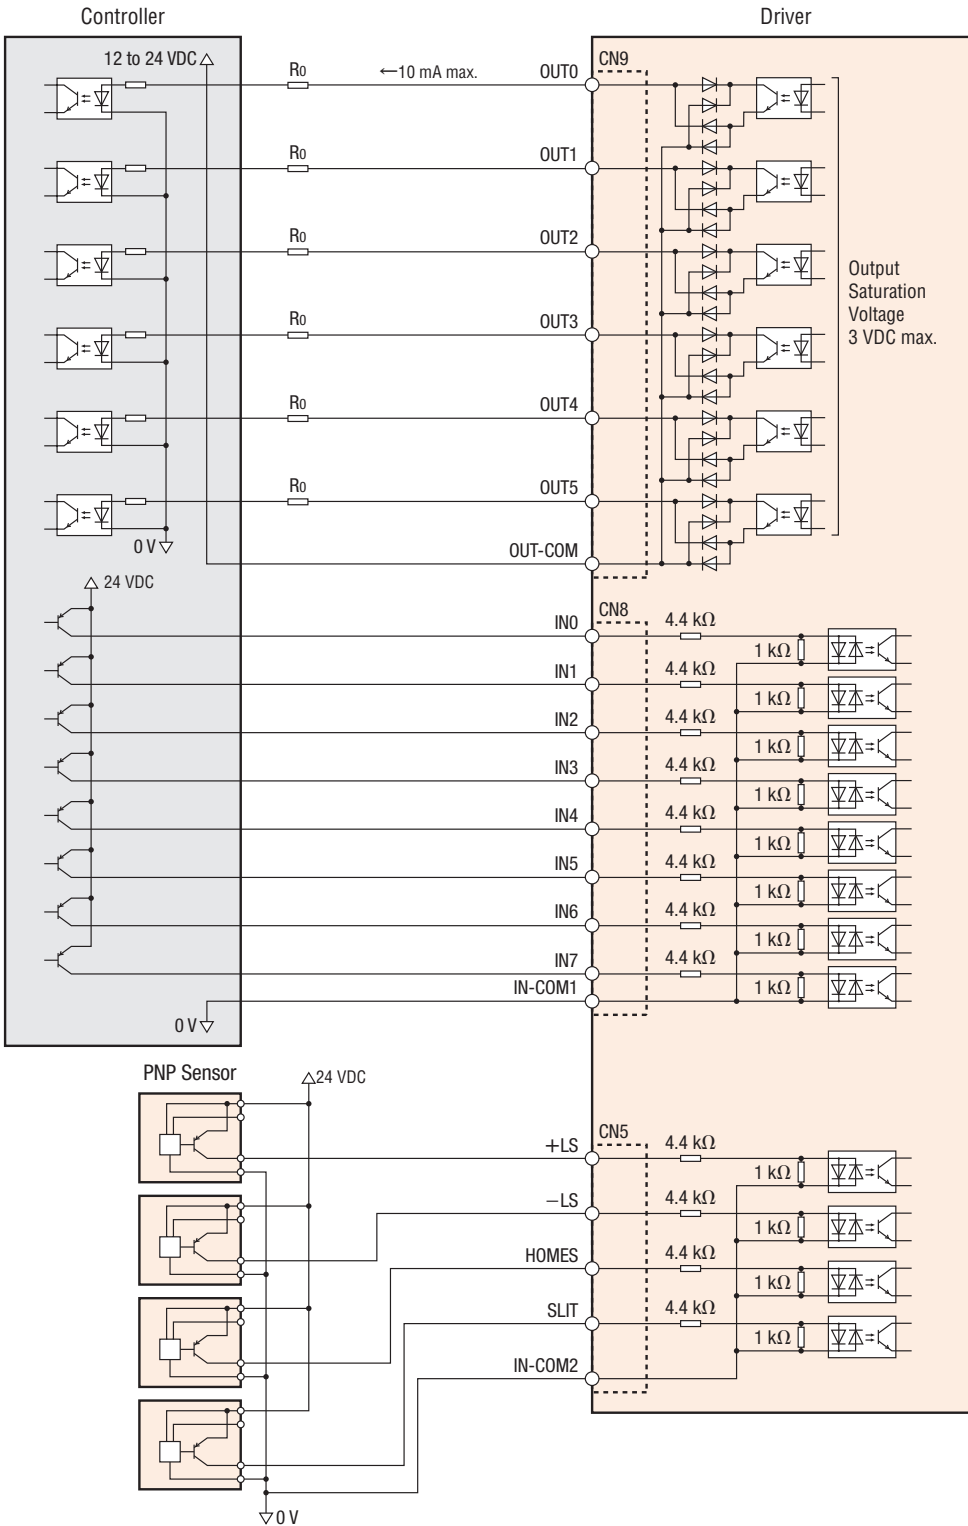 Controller
Driver
12 to 24 VDC
R0
←10 mA max.
OUT0
CN9
R0
OUT1
R0
OUT2
Output
Saturation
Voltage
3 VDC max.
R0
OUT3
R0
OUT4
R0
OUT5
0 V
OUT-COM
24 VDC
CN8
IN0
4.4 kΩ
1 kΩ
IN1
4.4 kΩ
1 kΩ
IN2
4.4 kΩ
1 kΩ
IN3
4.4 kΩ
1 kΩ
IN4
4.4 kΩ
1 kΩ
IN5
4.4 kΩ
1 kΩ
IN6
4.4 kΩ
1 kΩ
IN7
4.4 kΩ
1 kΩ
IN-COM1
0 V
PNP Sensor
24 VDC
CN5
+LS
4.4 kΩ
1 kΩ
−LS
4.4 kΩ
1 kΩ
HOMES
4.4 kΩ
1 kΩ
SLIT
4.4 kΩ
1 kΩ
IN-COM2
0 V